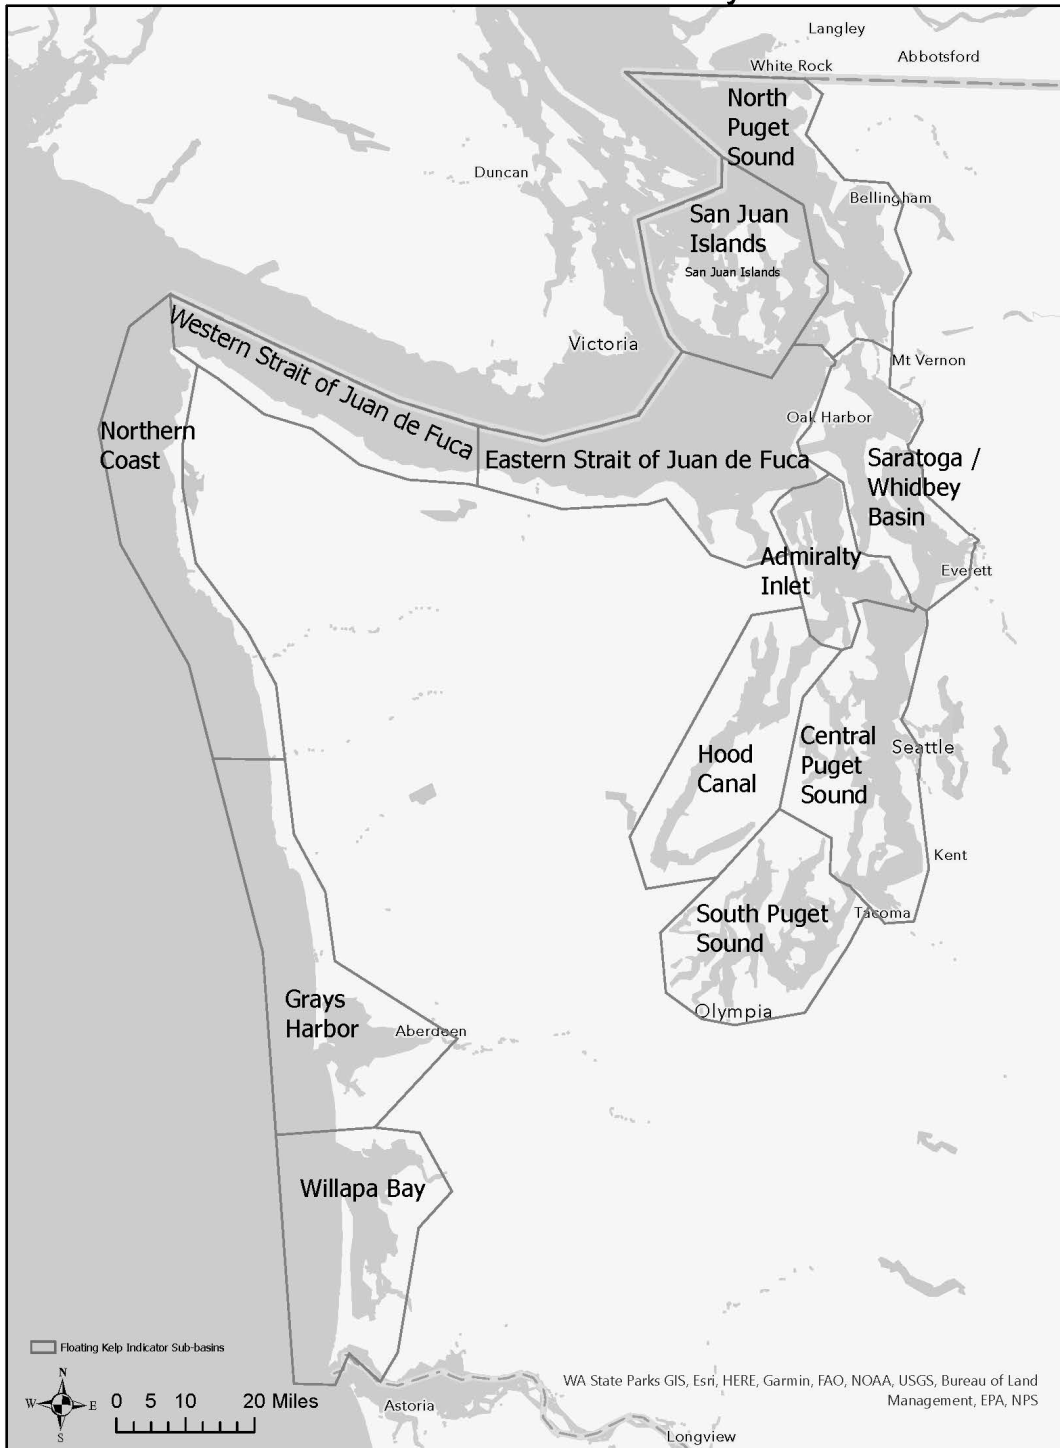 Langley
Abbotsford
White Rock
North
Puget
Sound
Duncan
Bellingham
San Juan
Islands
San Juan Islands
Western Strait of Juan de Fuca
Victoria
Mt Vernon
Oak Harbor
Northern
Coast
Eastern Strait of Juan de Fuca
Saratoga /
Whidbey
Basin
Admiralty
Inlet
Everett
Hood
Canal
Central
Puget
Sound
Seattle
Kent
South Puget
Sound
Tacoma
Olympia
Grays
Harbor
Aberdeen
Willapa Bay
Floating Kelp Indicator Sub-basins
N
W E
S
0 5 10 20 Miles
WA State Parks GIS, Esri, HERE, Garmin, FAO, NOAA, USGS, Bureau of Land
Management, EPA, NPS
Astoria
Longview